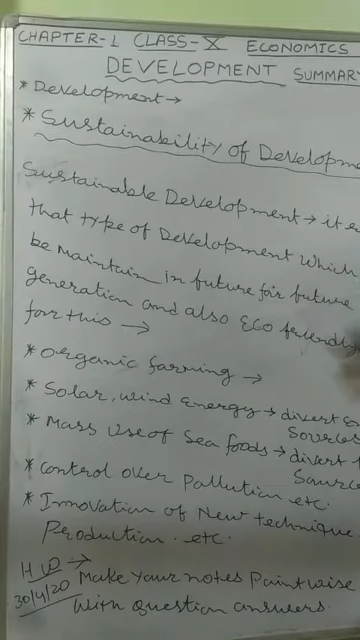 CHAPTER-1 CLASS-X ECONOMICS
DEVELOPMENT SUMMARY
* Development →
* Sustainability of Developme
Sustainable Development → it e
that type of Development which
be maintain in future for future
generation and also Eco friendly
for this →
* Organic farming →
* Solar, wind Energy → divert
Sources
* Mass Use of Sea foods → divert
Source
* Control over Pollution etc.
* Innovation of New technique
Production. etc.
H.W →
30/4/20 Make Your notes Pointwise
With question answers.